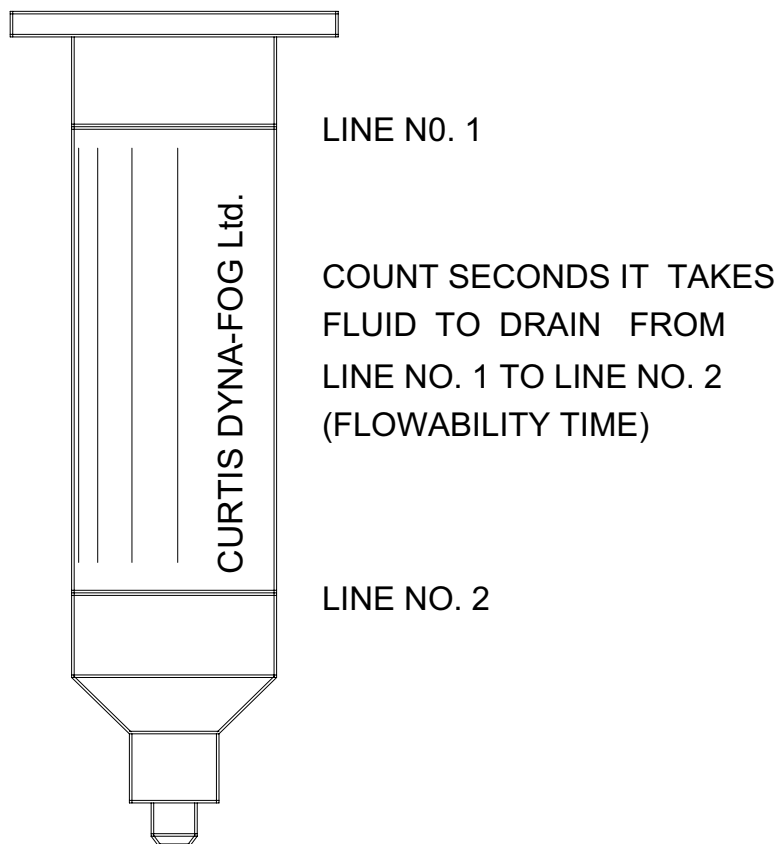 LINE N0. 1
CURTIS DYNA-FOG Ltd.
COUNT SECONDS IT TAKES
FLUID TO DRAIN FROM
LINE NO. 1 TO LINE NO. 2
(FLOWABILITY TIME)
LINE NO. 2